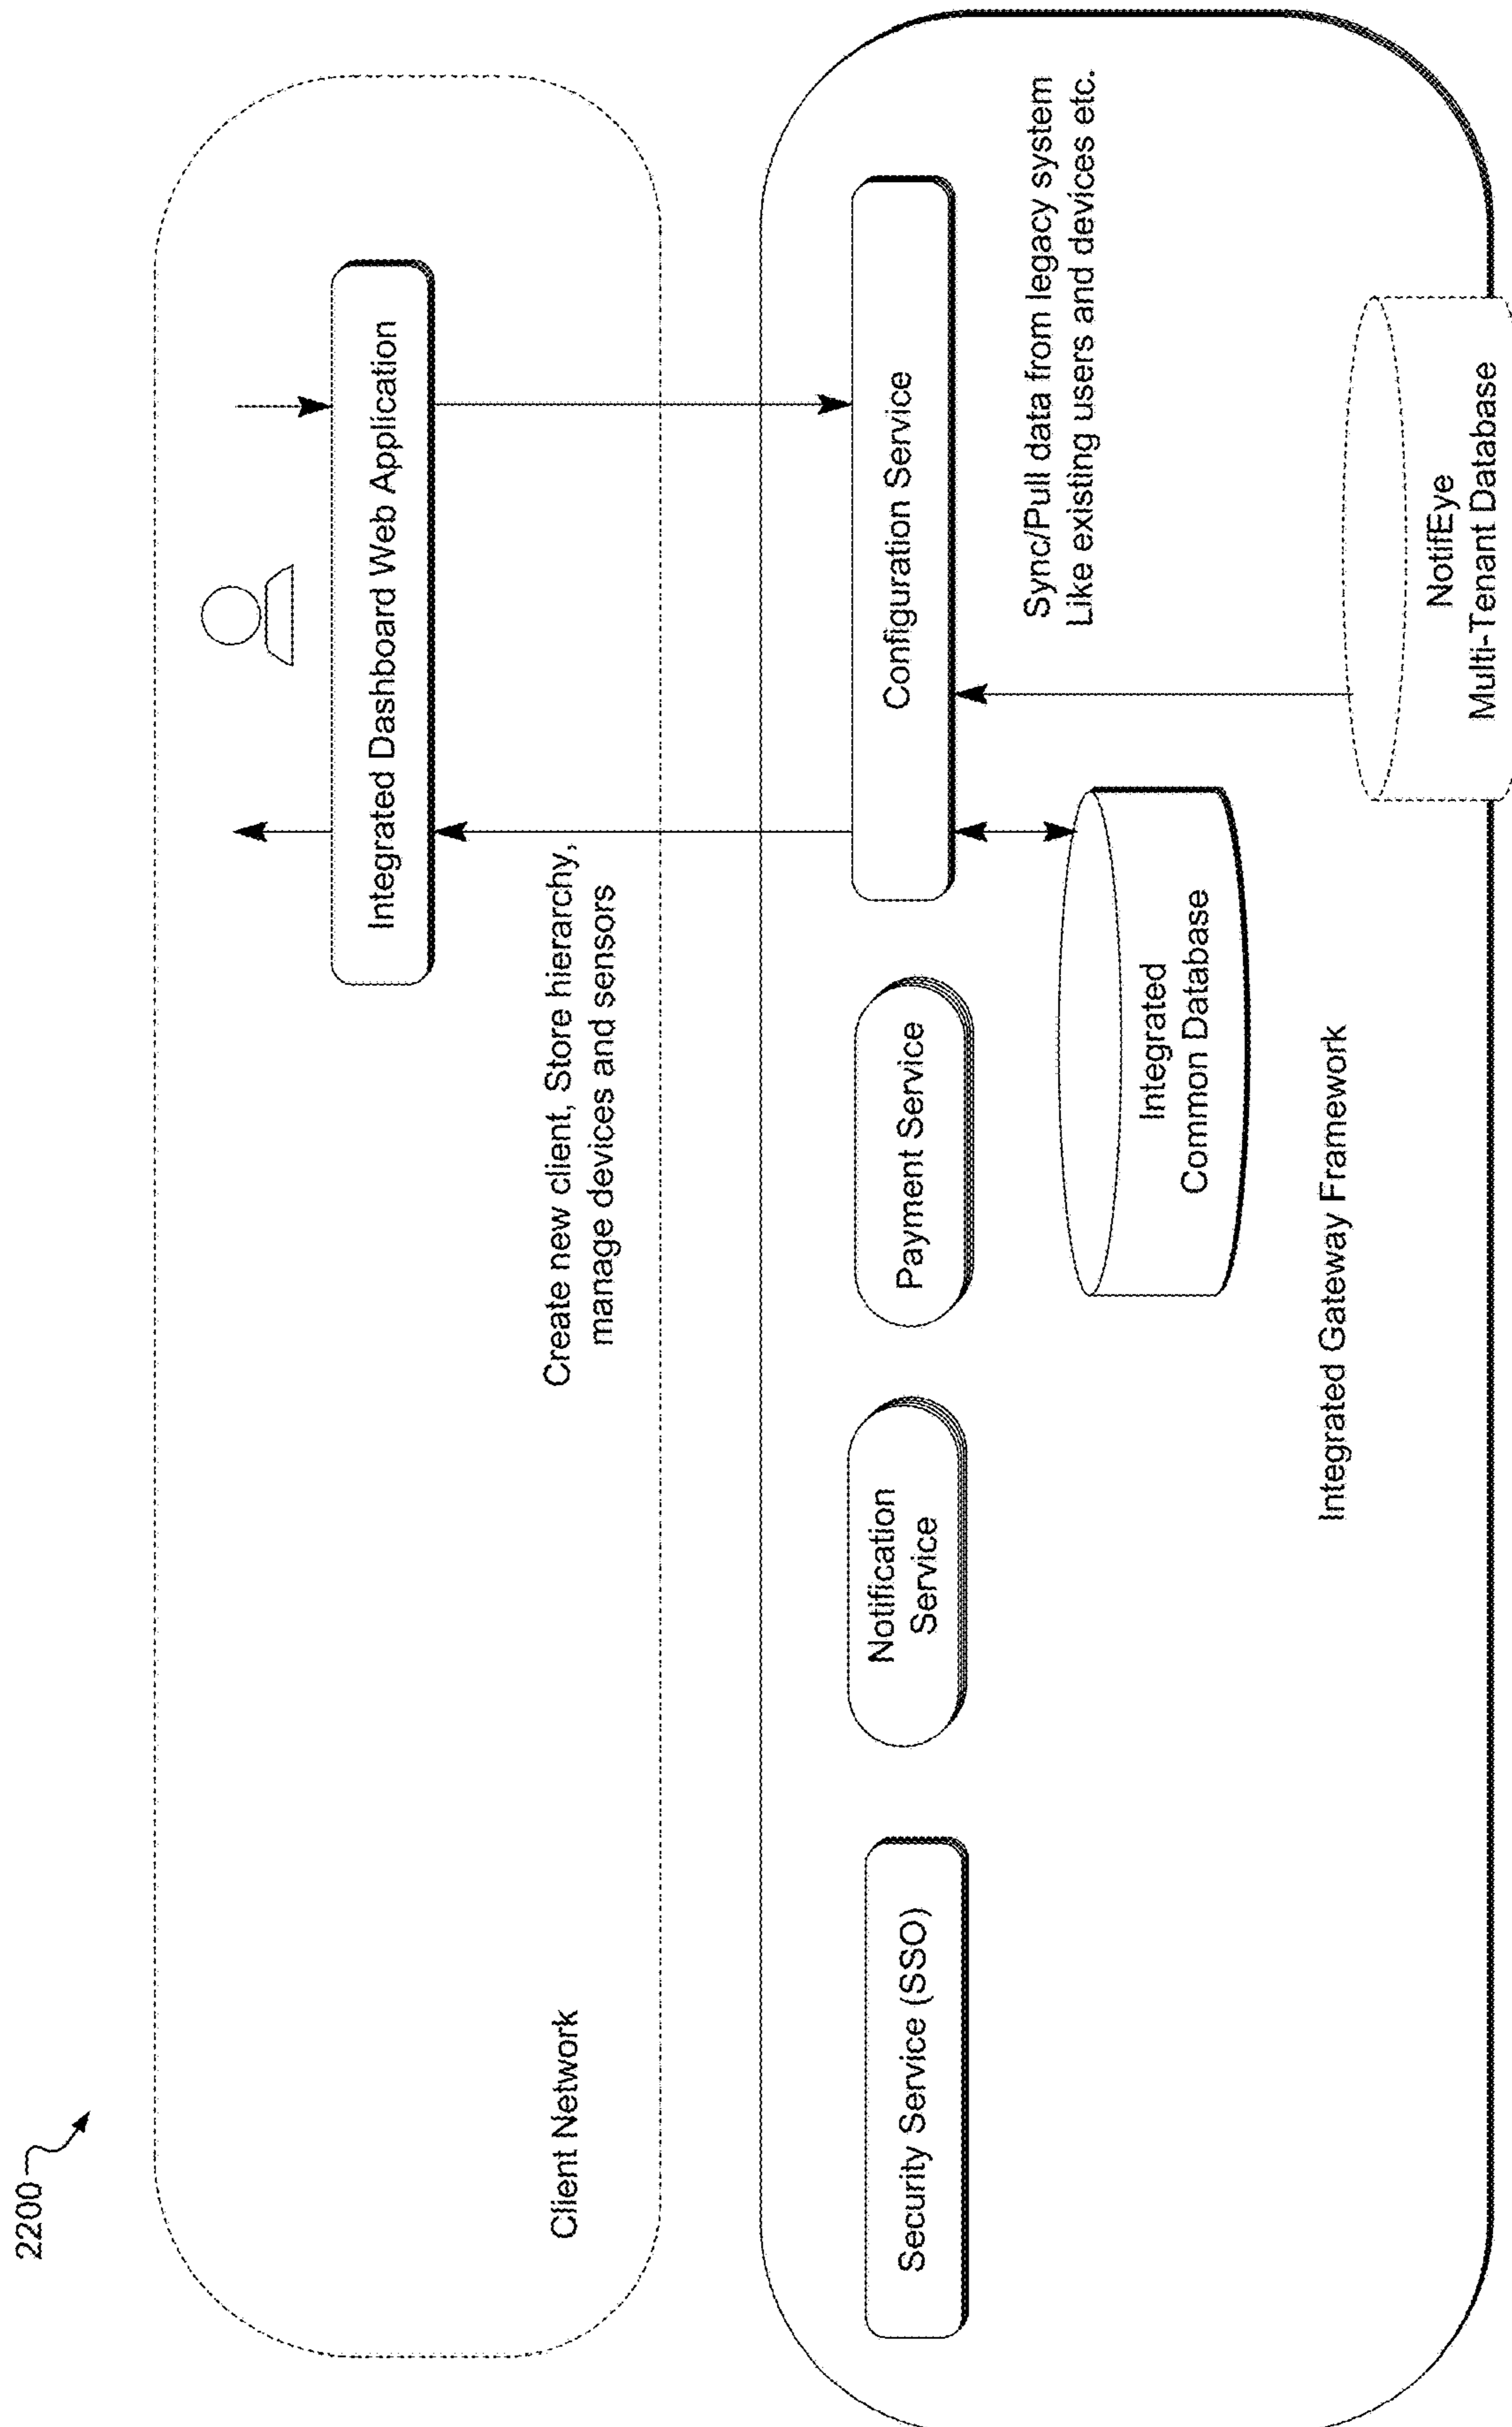 2200
Integrated Dashboard Web Application
Create new client, Store hierarchy,
manage devices and sensors
Client Network
Security Service (SSO)
Notification
Service
Payment Service
Configuration Service
Sync/Pull data from legacy system
Like existing users and devices etc.
Integrated
Common Database
Integrated Gateway Framework
NotifEye
Multi-Tenant Database